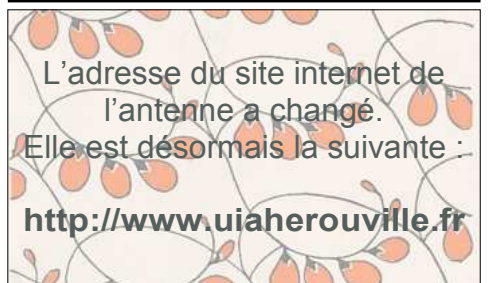 L’adresse du site internet de
l’antenne a changé.
Elle est désormais la suivante :
http://www.uiaherouville.fr